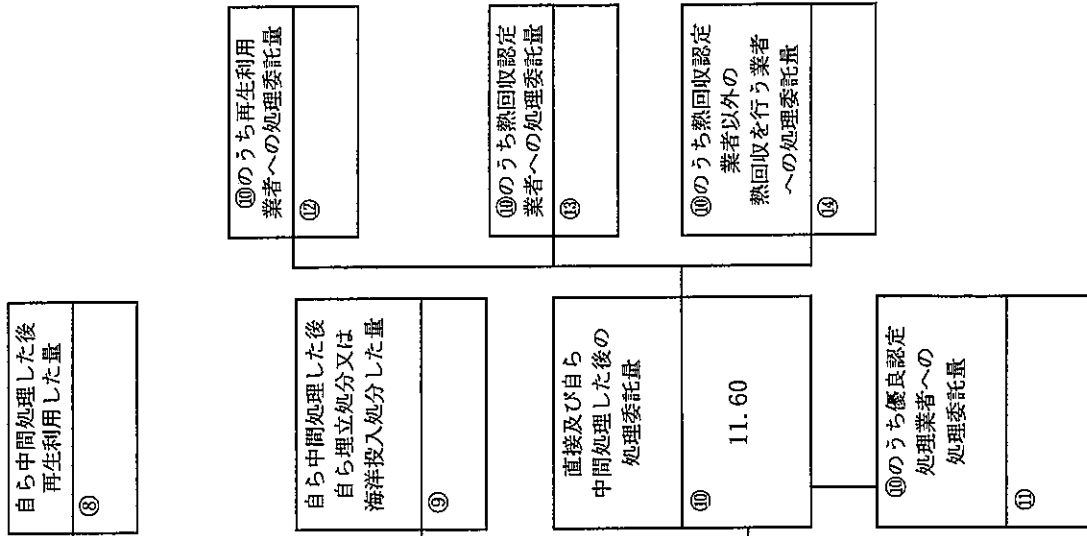 自ら中間処理した後
再生利用した量
⑧
自ら中間処理した後
自ら埋立処分又は
海洋投入処分した量
⑨
直接及び自ら
中間処理した後の
処理委託量
⑩
11.60
⑩のうち優良認定
処理業者への
処理委託量
⑪
⑩のうち再生利用
業者への処理委託量
⑫
⑩のうち熱回収認定
業者への処理委託量
⑬
⑩のうち熱回収認定
業者以外の
熱回収を行う業者
への処理委託量
⑭